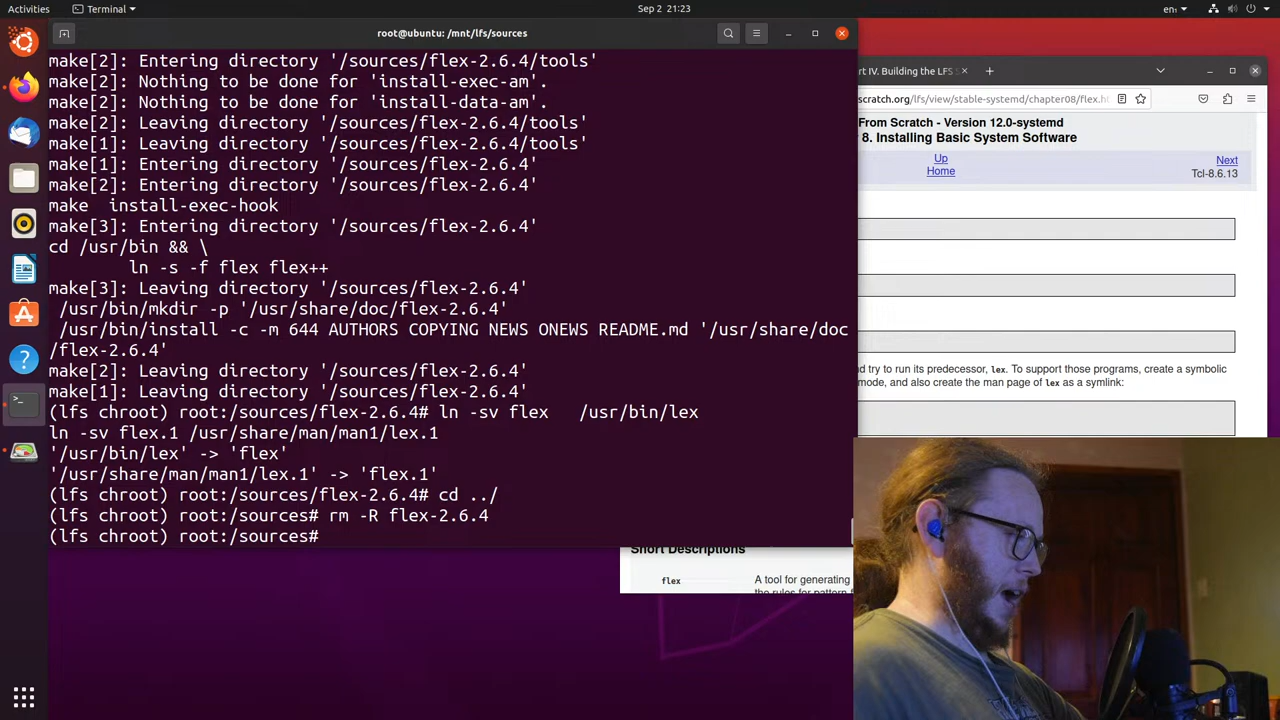 Activities
Terminal
Sep 2 21:23
en
root@ubuntu: /mnt/lfs/sources
make[2]: Entering directory '/sources/flex-2.6.4/tools'
make[2]: Nothing to be done for 'install-exec-am'.
make[2]: Nothing to be done for 'install-data-am'.
make[2]: Leaving directory '/sources/flex-2.6.4/tools'
make[1]: Leaving directory '/sources/flex-2.6.4/tools'
make[1]: Entering directory '/sources/flex-2.6.4'
make[2]: Entering directory '/sources/flex-2.6.4'
make  install-exec-hook
make[3]: Entering directory '/sources/flex-2.6.4'
cd /usr/bin && \
ln -s -f flex flex++
make[3]: Leaving directory '/sources/flex-2.6.4'
/usr/bin/mkdir -p '/usr/share/doc/flex-2.6.4'
/usr/bin/install -c -m 644 AUTHORS COPYING NEWS ONEWS README.md '/usr/share/doc
/flex-2.6.4'
make[2]: Leaving directory '/sources/flex-2.6.4'
make[1]: Leaving directory '/sources/flex-2.6.4'
(lfs chroot) root:/sources/flex-2.6.4# ln -sv flex   /usr/bin/lex
ln -sv flex.1 /usr/share/man/man1/lex.1
'/usr/bin/lex' -> 'flex'
'/usr/share/man/man1/lex.1' -> 'flex.1'
(lfs chroot) root:/sources/flex-2.6.4# cd ../
(lfs chroot) root:/sources# rm -R flex-2.6.4
(lfs chroot) root:/sources#
rt IV. Building the LFS
scratch.org/lfs/view/stable-systemd/chapter08/flex.h
From Scratch - Version 12.0-systemd
8. Installing Basic System Software
Up
Home
Next
Tcl-8.6.13
d try to run its predecessor, lex. To support those programs, create a symbolic
mode, and also create the man page of lex as a symlink:
Short Descriptions
flex
A tool for generating
the rules for pattern